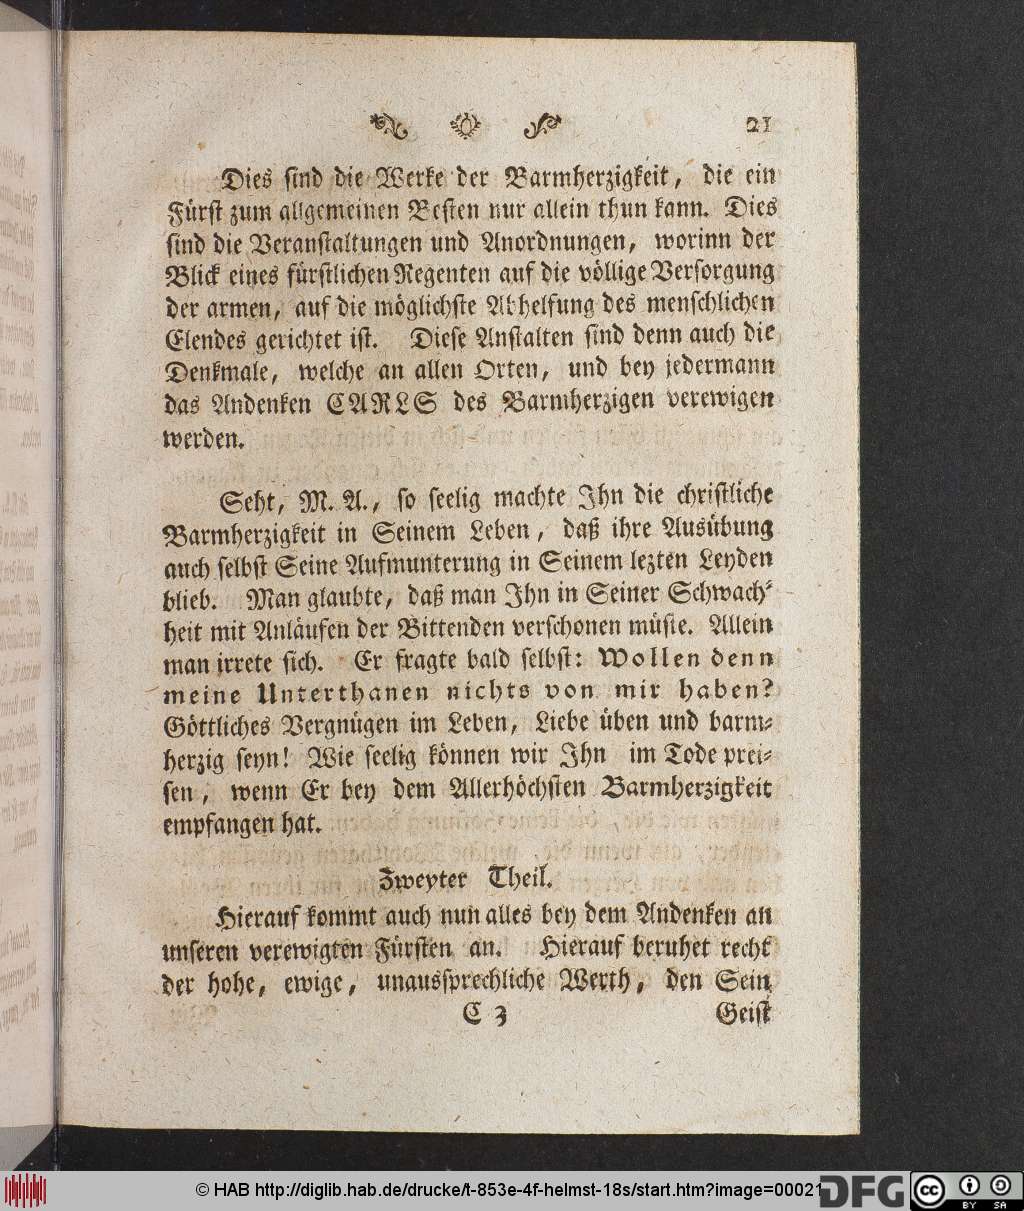 21
Dies sind die Werke der Barmherzigkeit, die ein
Fürst zum allgemeinen Besten nur allein thun kann. Dies
sind die Veranstaltungen und Anordnungen, worinn der
Blick eines fürstlichen Regenten auf die völlige Versorgung
der armen, auf die möglichste Abhelfung des menschlichen
Elendes gerichtet ist. Diese Anstalten sind denn auch die
Denkmale, welche an allen Orten, und bey jedermann
das Andenken CARLS des Barmherzigen verewigen
werden.
Seht, M. A., so seelig machte Ihn die christliche
Barmherzigkeit in Seinem Leben, daß ihre Ausübung
auch selbst Seine Aufmunterung in Seinem lezten Leyden
blieb. Man glaubte, daß man Ihn in Seiner Schwach-
heit mit Anläufen der Bittenden verschonen müste. Allein
man irrete sich. Er fragte bald selbst: Wollen denn
meine Unterthanen nichts von mir haben?
Göttliches Vergnügen im Leben, Liebe üben und barm-
herzig seyn! Wie seelig können wir Ihn im Tode prei-
sen, wenn Er bey dem Allerhöchsten Barmherzigkeit
empfangen hat.
Zweyter Theil.
Hierauf kommt auch nun alles bey dem Andenken an
unseren verewigten Fürsten an. Hierauf beruhet recht
der hohe, ewige, unaussprechliche Werth, den Sein
C 3 Geist
© HAB http://diglib.hab.de/drucke/t-853e-4f-helmst-18s/start.htm?image=00021
DFG
cc BY SA